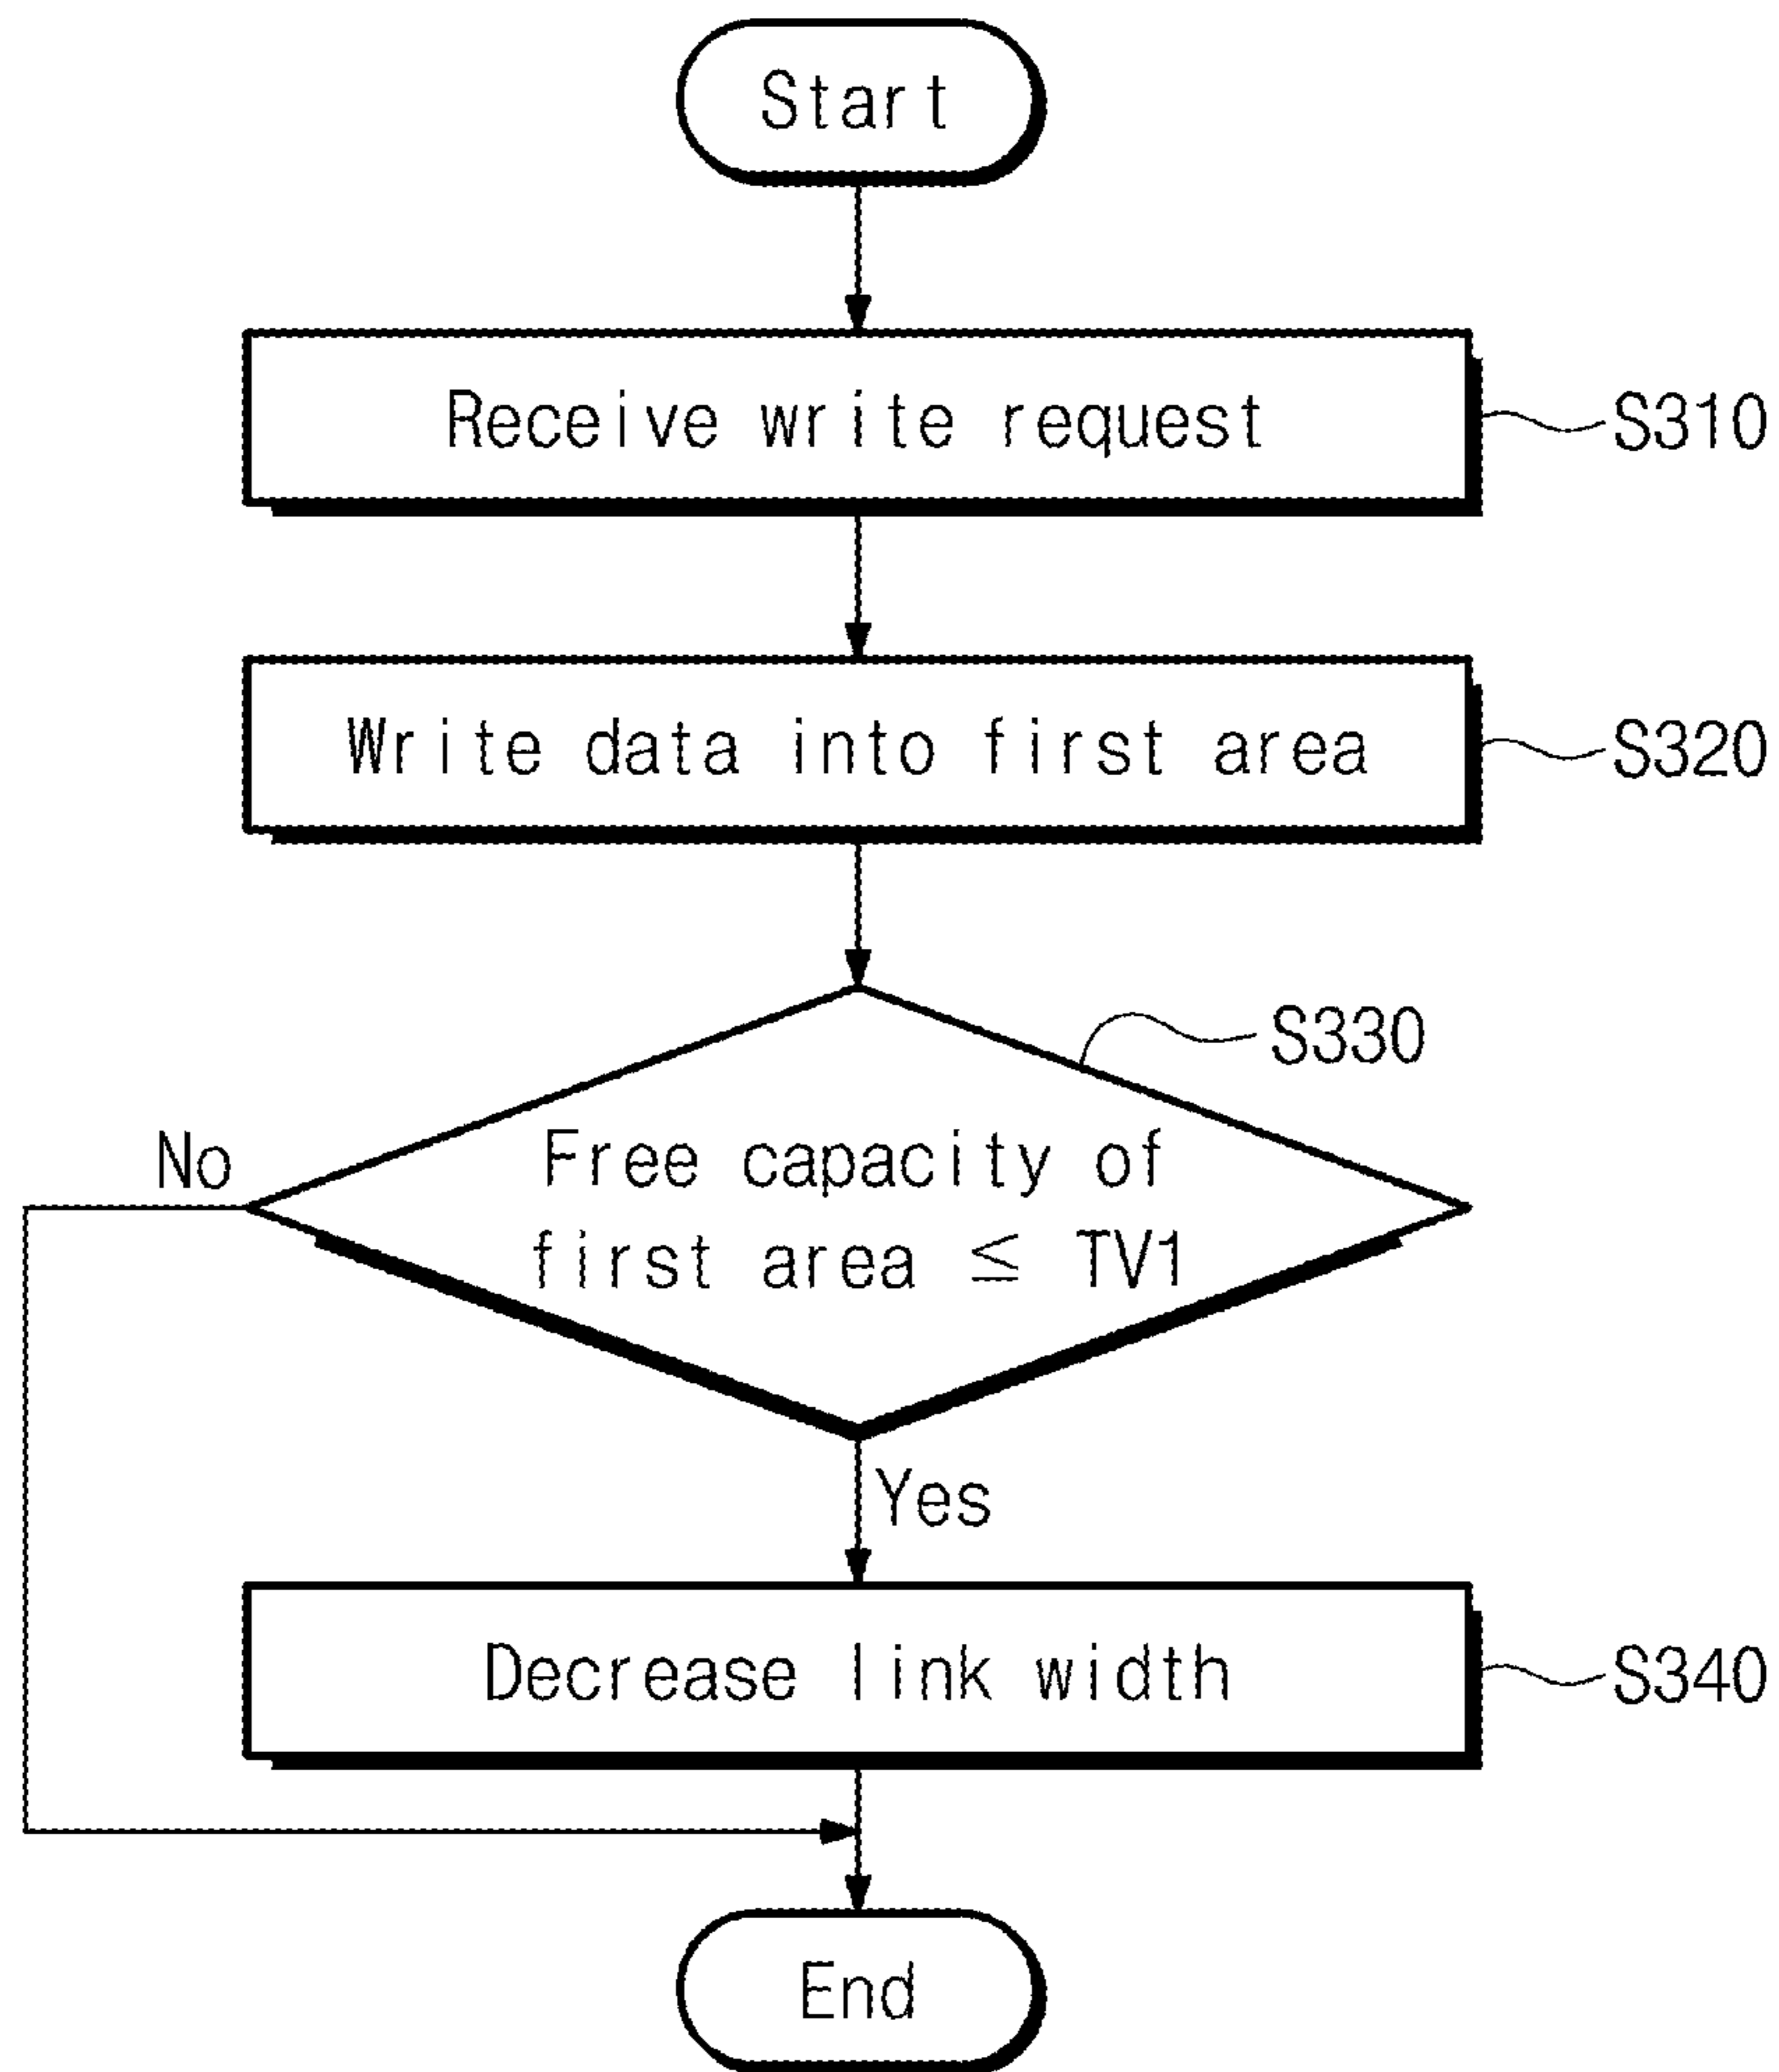 Start
Receive write request
S310
Write data into first area
S320
S330
No
Free capacity of
first area ≦ TV1
Yes
Decrease link width
S340
End